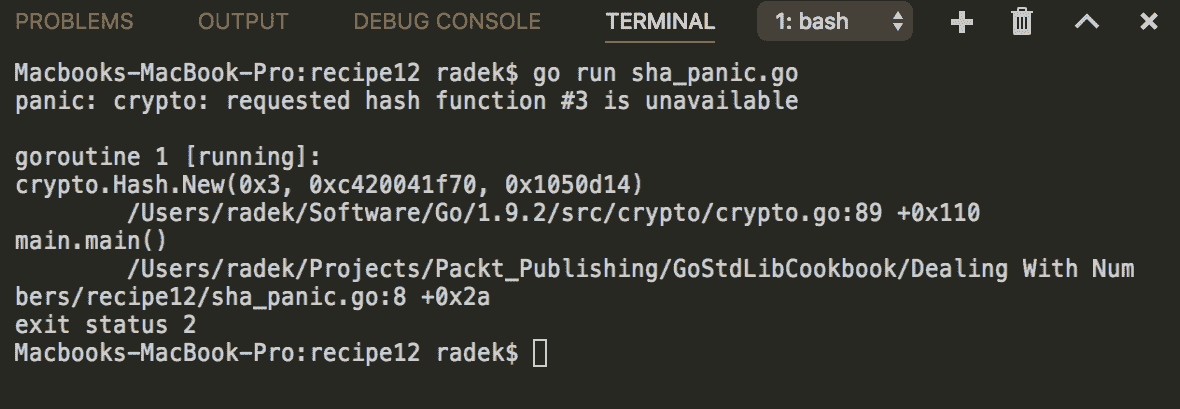 PROBLEMS OUTPUT DEBUG CONSOLE TERMINAL 1: bash
Macbooks-MacBook-Pro:recipe12 radek$ go run sha_panic.go
panic: crypto: requested hash function #3 is unavailable
goroutine 1 [running]:
crypto.Hash.New(0x3, 0xc420041f70, 0x1050d14)
/Users/radek/Software/Go/1.9.2/src/crypto/crypto.go:89 +0x110
main.main()
/Users/radek/Projects/Packt_Publishing/GoStdLibCookbook/Dealing With Num
bers/recipe12/sha_panic.go:8 +0x2a
exit status 2
Macbooks-MacBook-Pro:recipe12 radek$